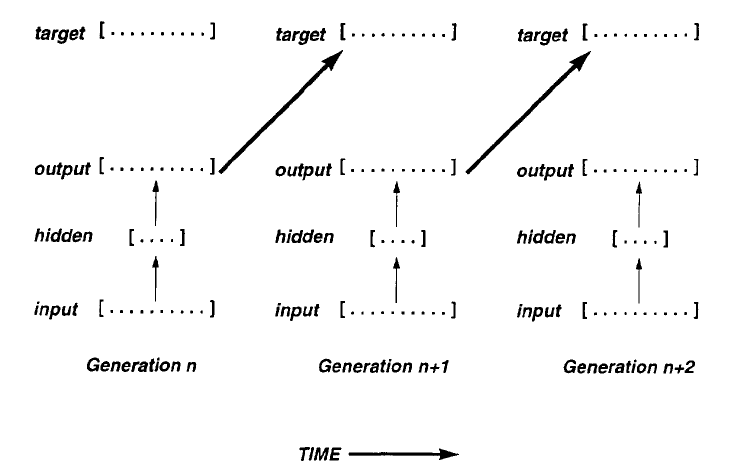 target [..........] target [..........] target [..........]
output [..........] output [..........] output [..........]
hidden [....] hidden [....] hidden [....]
input [..........] input [..........] input [..........]
Generation n Generation n+1 Generation n+2
TIME